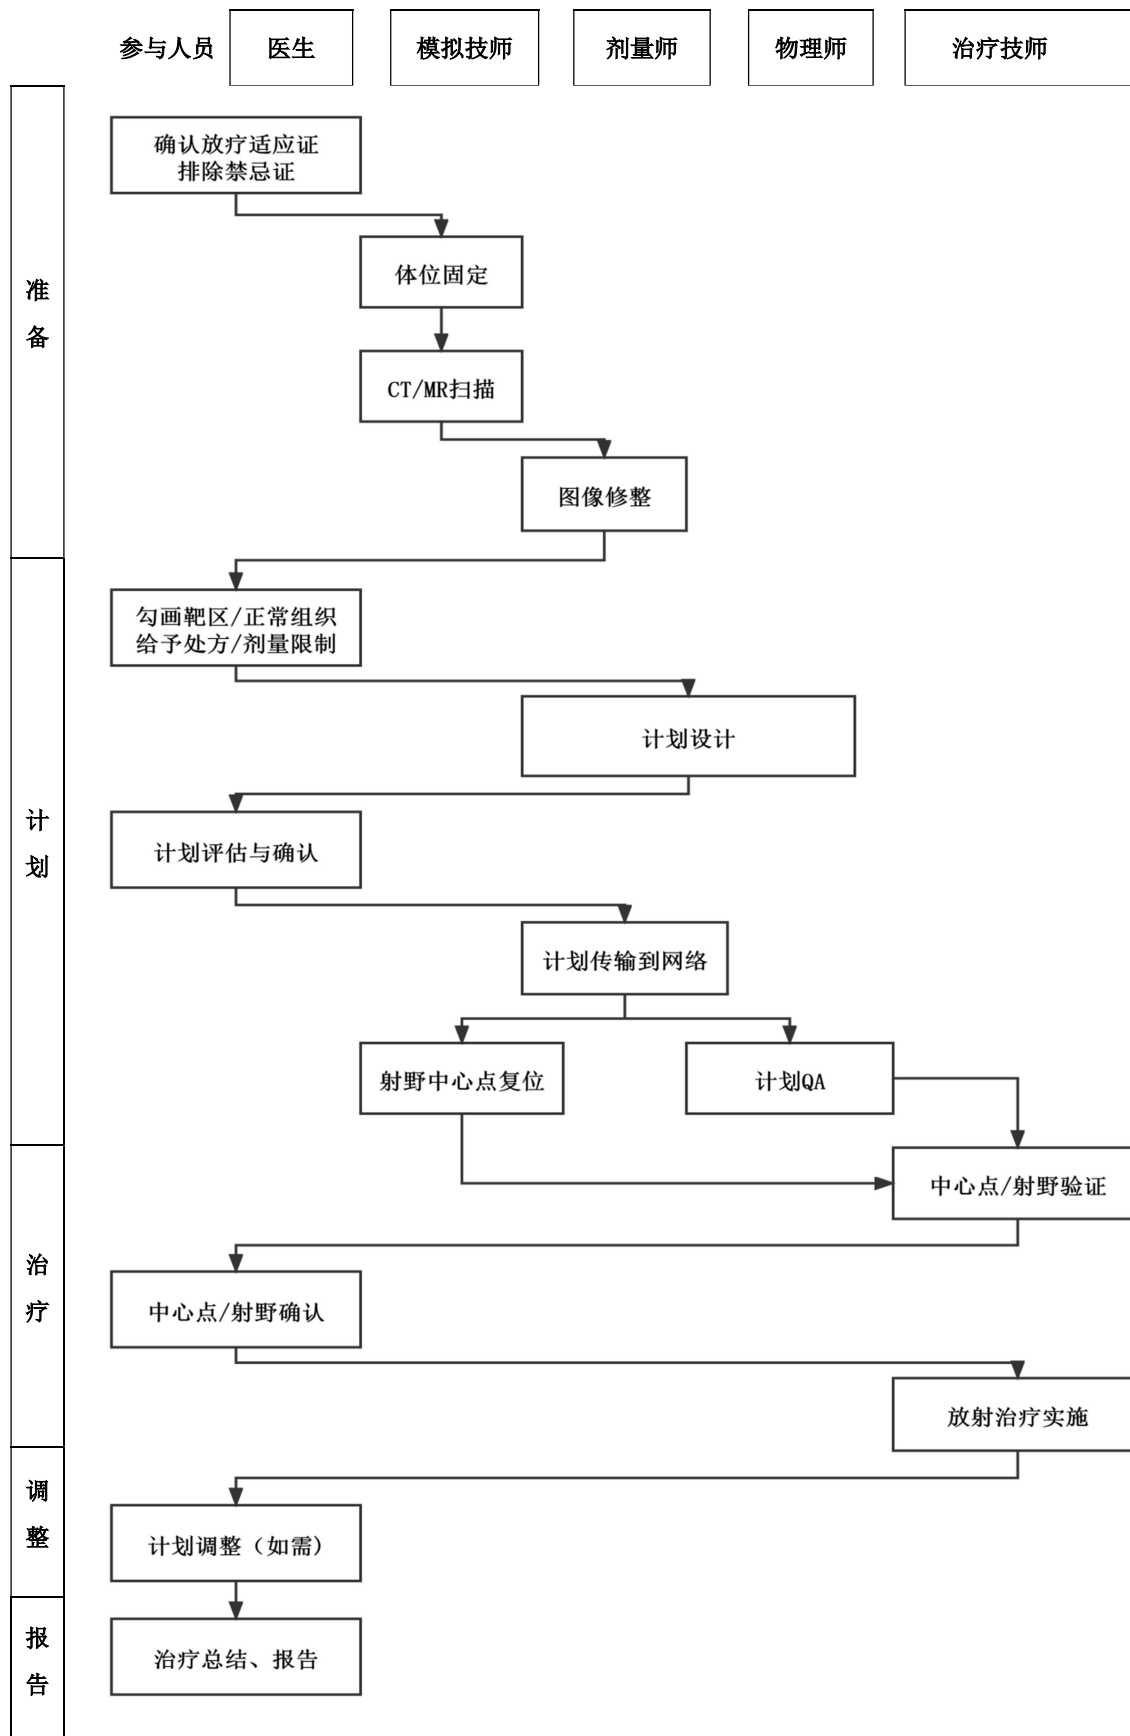 参与人员 医生 模拟技师 剂量师 物理师 治疗技师
准
备
确认放疗适应证
排除禁忌证
体位固定
CT/MR扫描
图像修整
计
划
勾画靶区/正常组织
给予处方/剂量限制
计划设计
计划评估与确认
计划传输到网络
射野中心点复位 计划QA
治
疗
中心点/射野验证
中心点/射野确认
放射治疗实施
调
整
计划调整（如需）
报
告
治疗总结、报告